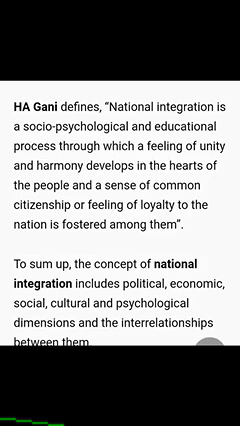 HA Gani defines, “National integration is
a socio-psychological and educational
process through which a feeling of unity
and harmony develops in the hearts of
the people and a sense of common
citizenship or feeling of loyalty to the
nation is fostered among them”.
To sum up, the concept of national
integration includes political, economic,
social, cultural and psychological
dimensions and the interrelationships
between them